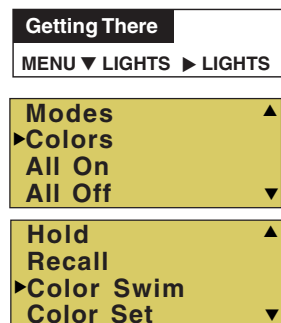 Getting There
MENU ▼ LIGHTS ▶ LIGHTS
Modes ▲
▶Colors
All On
All Off ▼
Hold ▲
Recall
▶Color Swim
Color Set ▼